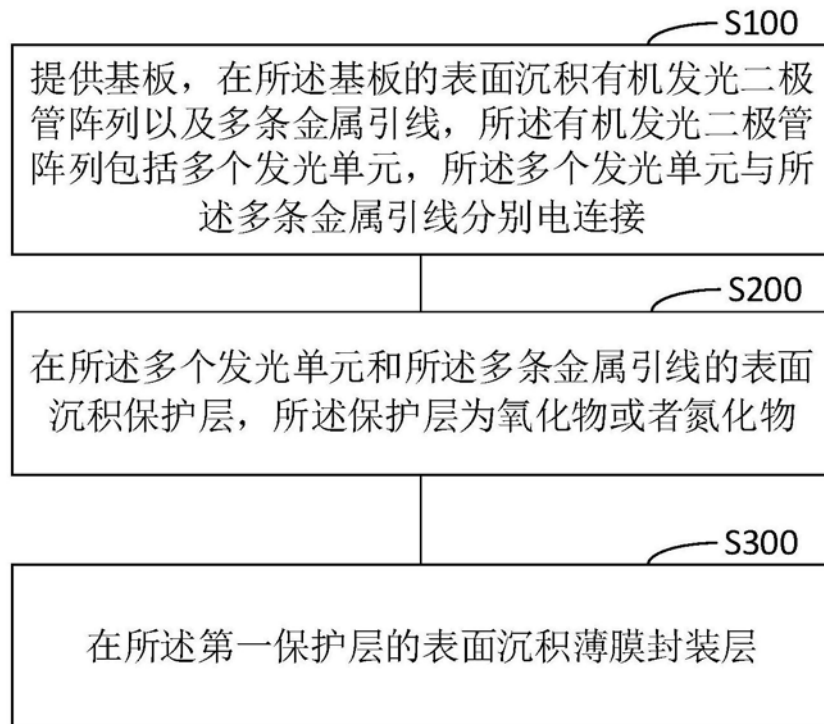 S100
提供基板，在所述基板的表面沉积有机发光二极
管阵列以及多条金属引线，所述有机发光二极管
阵列包括多个发光单元，所述多个发光单元与所
述多条金属引线分别电连接
S200
在所述多个发光单元和所述多条金属引线的表面
沉积保护层，所述保护层为氧化物或者氮化物
S300
在所述第一保护层的表面沉积薄膜封装层